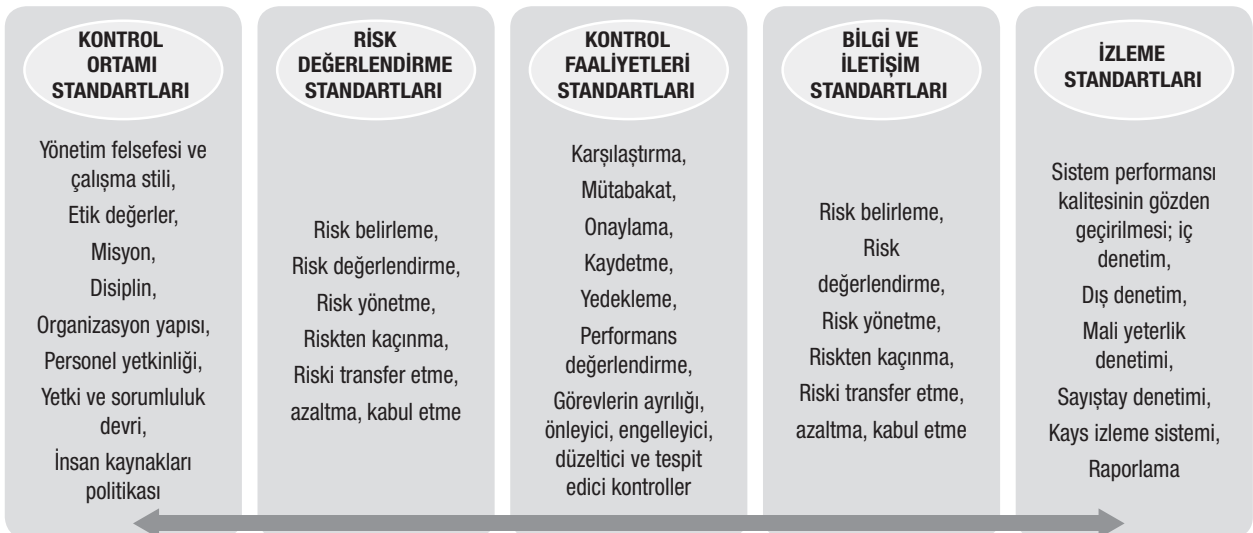 KONTROL
ORTAMI
STANDARTLARI
Yönetim felsefesi ve
çalışma stili,
Etik değerler,
Misyon,
Disiplin,
Organizasyon yapısı,
Personel yetkinliği,
Yetki ve sorumluluk
devri,
İnsan kaynakları
politikası
RİSK
DEĞERLENDİRME
STANDARTLARI
Risk belirleme,
Risk değerlendirme,
Risk yönetme,
Riskten kaçınma,
Riski transfer etme,
azaltma, kabul etme
KONTROL
FAALİYETLERİ
STANDARTLARI
Karşılaştırma,
Mütabakat,
Onaylama,
Kaydetme,
Yedekleme,
Performans
değerlendirme,
Görevlerin ayrılığı,
önleyici, engelleyici,
düzeltici ve tespit
edici kontroller
BİLGİ VE
İLETİŞİM
STANDARTLARI
Risk belirleme,
Risk
değerlendirme,
Risk yönetme,
Riskten kaçınma,
Riski transfer etme,
azaltma, kabul etme
İZLEME
STANDARTLARI
Sistem performansı
kalitesinin gözden
geçirilmesi; iç
denetim,
Dış denetim,
Mali yeterlik
denetimi,
Sayıştay denetimi,
Kays izleme sistemi,
Raporlama